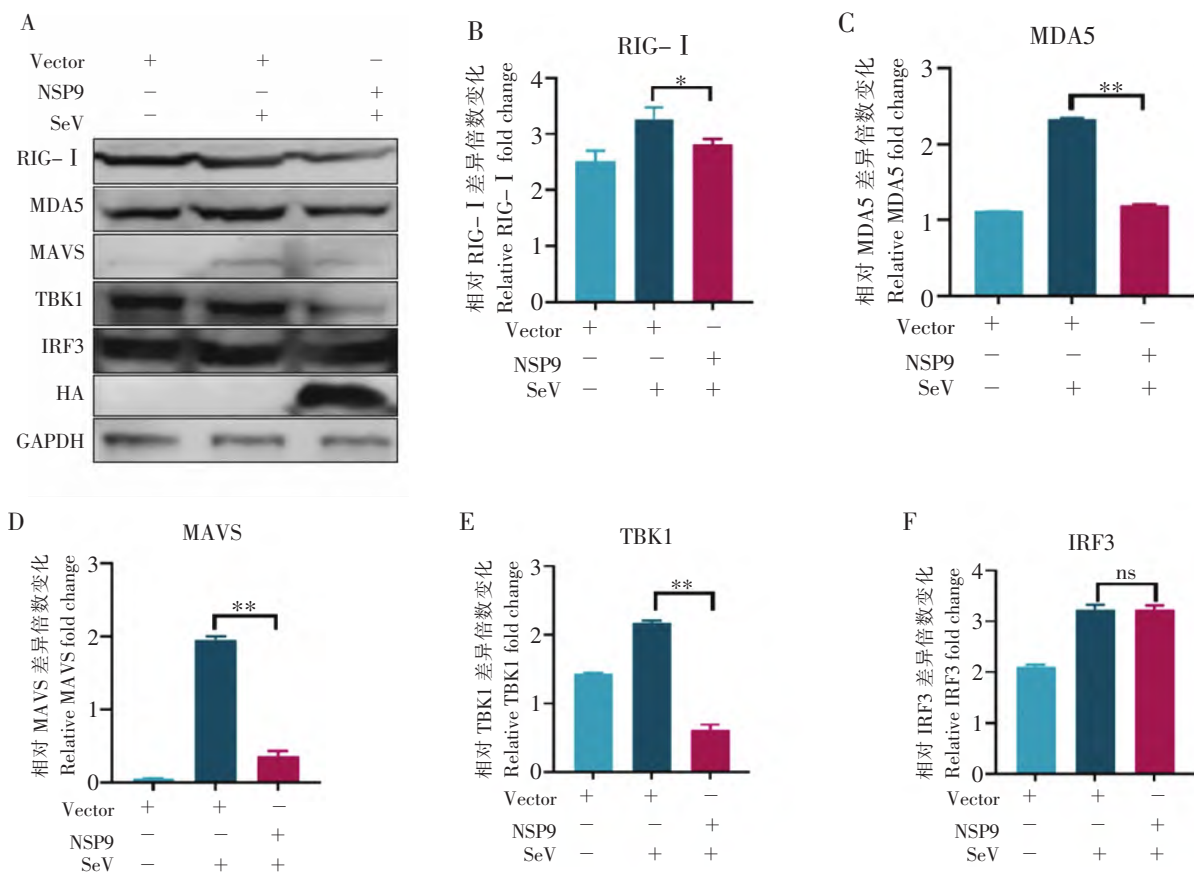 A
Vector + + −
NSP9 − − +
SeV − + +
RIG-Ⅰ
MDA5
MAVS
TBK1
IRF3
HA
GAPDH
B
RIG-Ⅰ
相对 RIG-Ⅰ 差异倍数变化
Relative RIG-Ⅰ fold change
4
3
2
1
0
*
Vector + + −
NSP9 − − +
SeV − + +
C
MDA5
相对 MDA5 差异倍数变化
Relative MDA5 fold change
3
2
1
0
**
Vector + + −
NSP9 − − +
SeV − + +
D
MAVS
相对 MAVS 差异倍数变化
Relative MAVS fold change
3
2
1
0
**
Vector + + −
NSP9 − − +
SeV − + +
E
TBK1
相对 TBK1 差异倍数变化
Relative TBK1 fold change
3
2
1
0
**
Vector + + −
NSP9 − − +
SeV − + +
F
IRF3
相对 IRF3 差异倍数变化
Relative IRF3 fold change
4
3
2
1
0
ns
Vector + + −
NSP9 − − +
SeV − + +